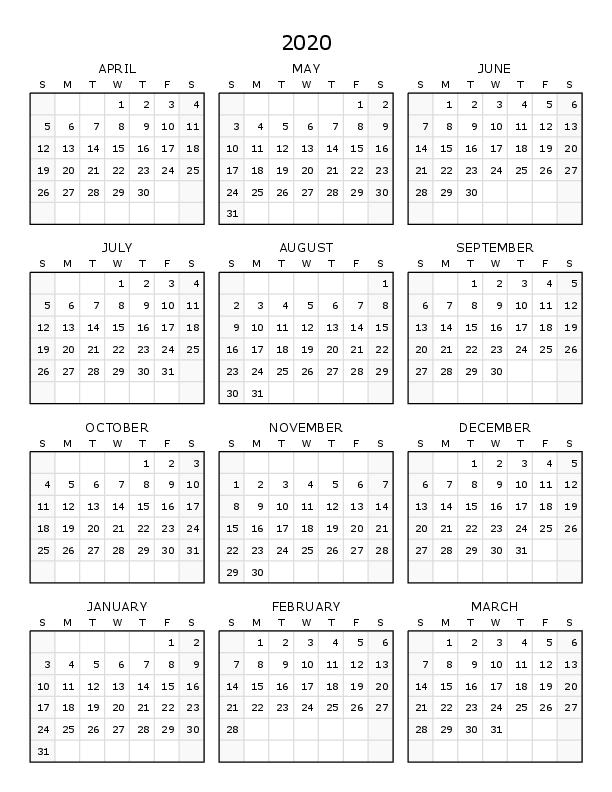 2020
APRIL MAY JUNE
S M T W T F S S M T W T F S S M T W T F S
1 2 3 4 1 2 1 2 3 4 5 6
5 6 7 8 9 10 11 3 4 5 6 7 8 9 7 8 9 10 11 12 13
12 13 14 15 16 17 18 10 11 12 13 14 15 16 14 15 16 17 18 19 20
19 20 21 22 23 24 25 17 18 19 20 21 22 23 21 22 23 24 25 26 27
26 27 28 29 30 24 25 26 27 28 29 30 28 29 30
31
JULY AUGUST SEPTEMBER
S M T W T F S S M T W T F S S M T W T F S
1 2 3 4 1 1 2 3 4 5
5 6 7 8 9 10 11 2 3 4 5 6 7 8 6 7 8 9 10 11 12
12 13 14 15 16 17 18 9 10 11 12 13 14 15 13 14 15 16 17 18 19
19 20 21 22 23 24 25 16 17 18 19 20 21 22 20 21 22 23 24 25 26
26 27 28 29 30 31 23 24 25 26 27 28 29 27 28 29 30
30 31
OCTOBER NOVEMBER DECEMBER
S M T W T F S S M T W T F S S M T W T F S
1 2 3 1 2 3 4 5
4 5 6 7 8 9 10 1 2 3 4 5 6 7 6 7 8 9 10 11 12
11 12 13 14 15 16 17 8 9 10 11 12 13 14 13 14 15 16 17 18 19
18 19 20 21 22 23 24 15 16 17 18 19 20 21 20 21 22 23 24 25 26
25 26 27 28 29 30 31 22 23 24 25 26 27 28 27 28 29 30 31
29 30
JANUARY FEBRUARY MARCH
S M T W T F S S M T W T F S S M T W T F S
1 2 1 2 3 4 5 6 1 2 3 4 5 6
3 4 5 6 7 8 9 7 8 9 10 11 12 13 7 8 9 10 11 12 13
10 11 12 13 14 15 16 14 15 16 17 18 19 20 14 15 16 17 18 19 20
17 18 19 20 21 22 23 21 22 23 24 25 26 27 21 22 23 24 25 26 27
24 25 26 27 28 29 30 28 28 29 30 31
31